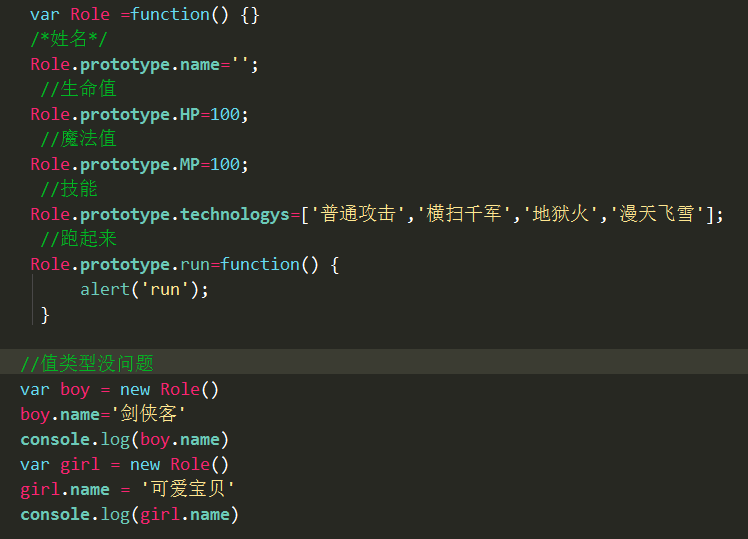 var Role =function() {}
/*姓名*/
Role.prototype.name='';
//生命值
Role.prototype.HP=100;
//魔法值
Role.prototype.MP=100;
//技能
Role.prototype.technologys=['普通攻击','横扫千军','地狱火','漫天飞雪'];
//跑起来
Role.prototype.run=function() {
alert('run');
}
//值类型没问题
var boy = new Role()
boy.name='剑侠客'
console.log(boy.name)
var girl = new Role()
girl.name = '可爱宝贝'
console.log(girl.name)